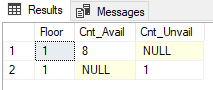 Results Messages
Floor Cnt_Avail Cnt_Unvail
1 1 8 NULL
2 1 NULL 1